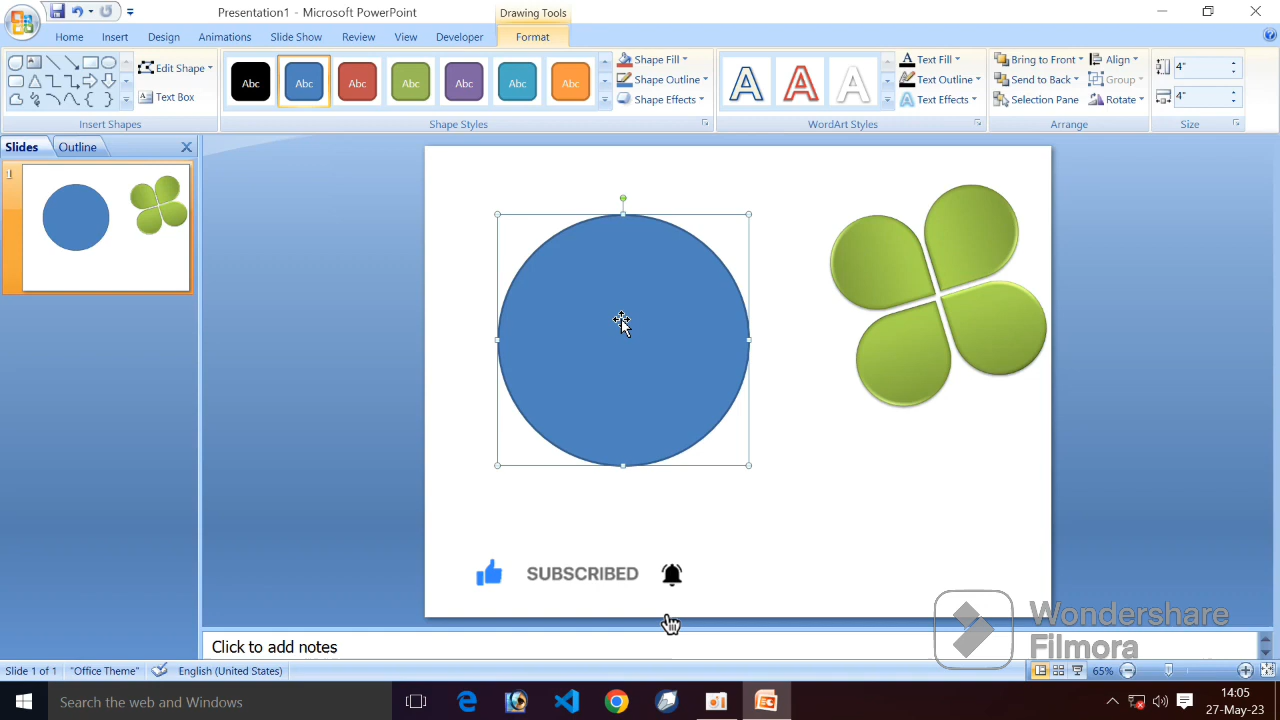 Presentation1 - Microsoft PowerPoint
Drawing Tools
Home Insert Design Animations Slide Show Review View Developer Format
Edit Shape
Text Box
Insert Shapes
Abc Abc Abc Abc Abc Abc Abc
Shape Fill
Shape Outline
Shape Effects
Shape Styles
A A A
Text Fill
Text Outline
Text Effects
WordArt Styles
Bring to Front
Send to Back
Selection Pane
Align
Group
Rotate
Arrange
4"
4"
Size
Slides Outline
1
SUBSCRIBED
Wondershare
Filmora
Click to add notes
Slide 1 of 1 "Office Theme" English (United States) 65%
Search the web and Windows
14:05
27-May-23